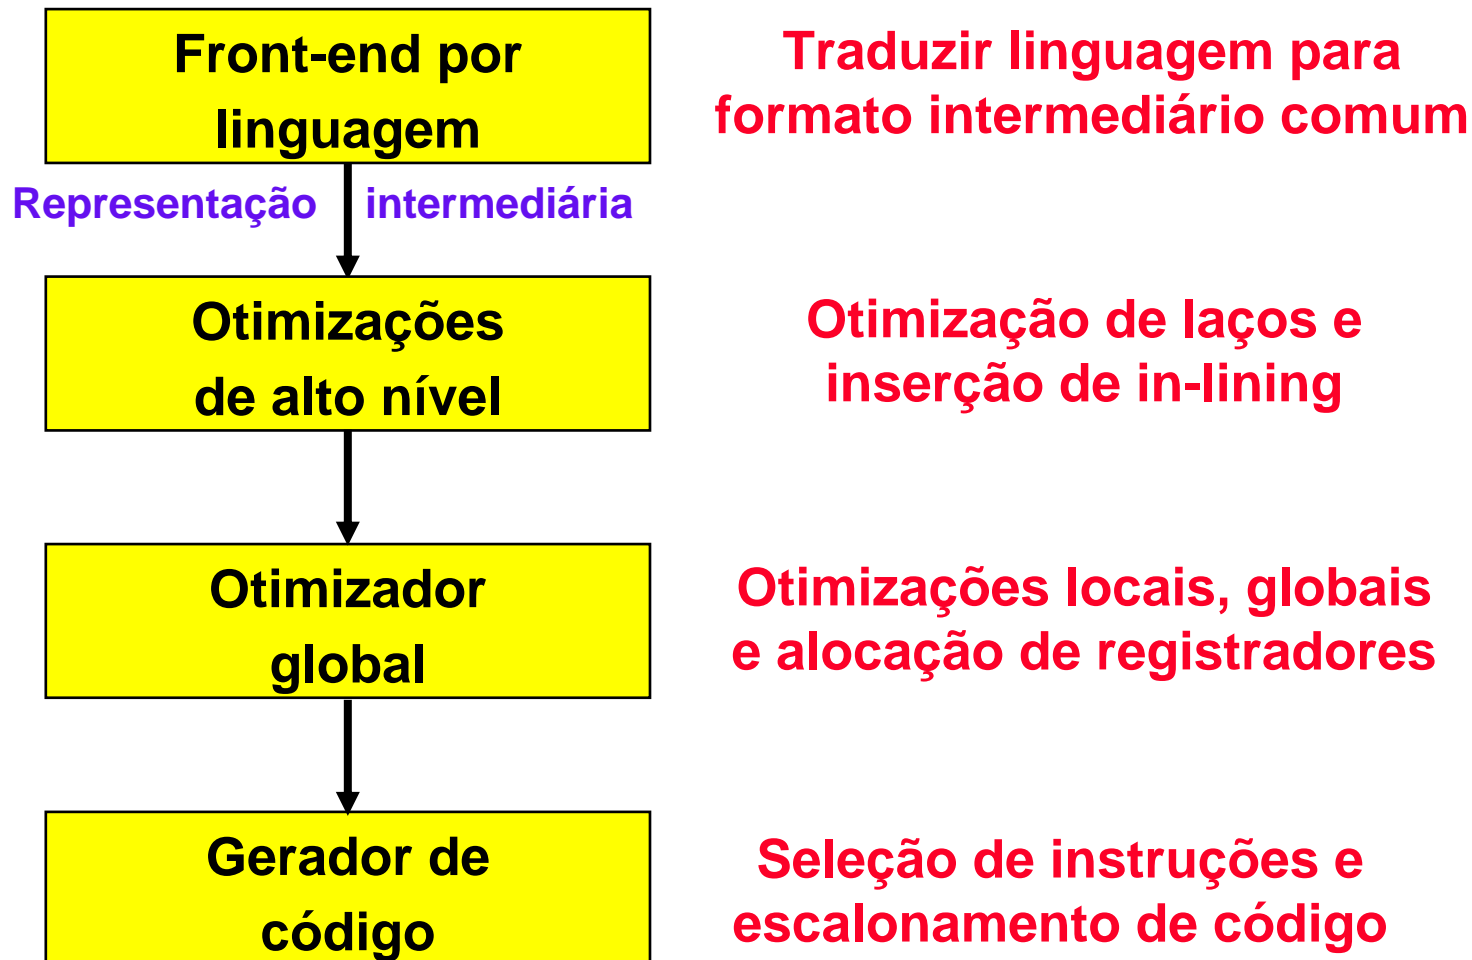 Front-end por
linguagem
Traduzir linguagem para
formato intermediário comum
Representação intermediária
Otimizações
de alto nível
Otimização de laços e
inserção de in-lining
Otimizador
global
Otimizações locais, globais
e alocação de registradores
Gerador de
código
Seleção de instruções e
escalonamento de código